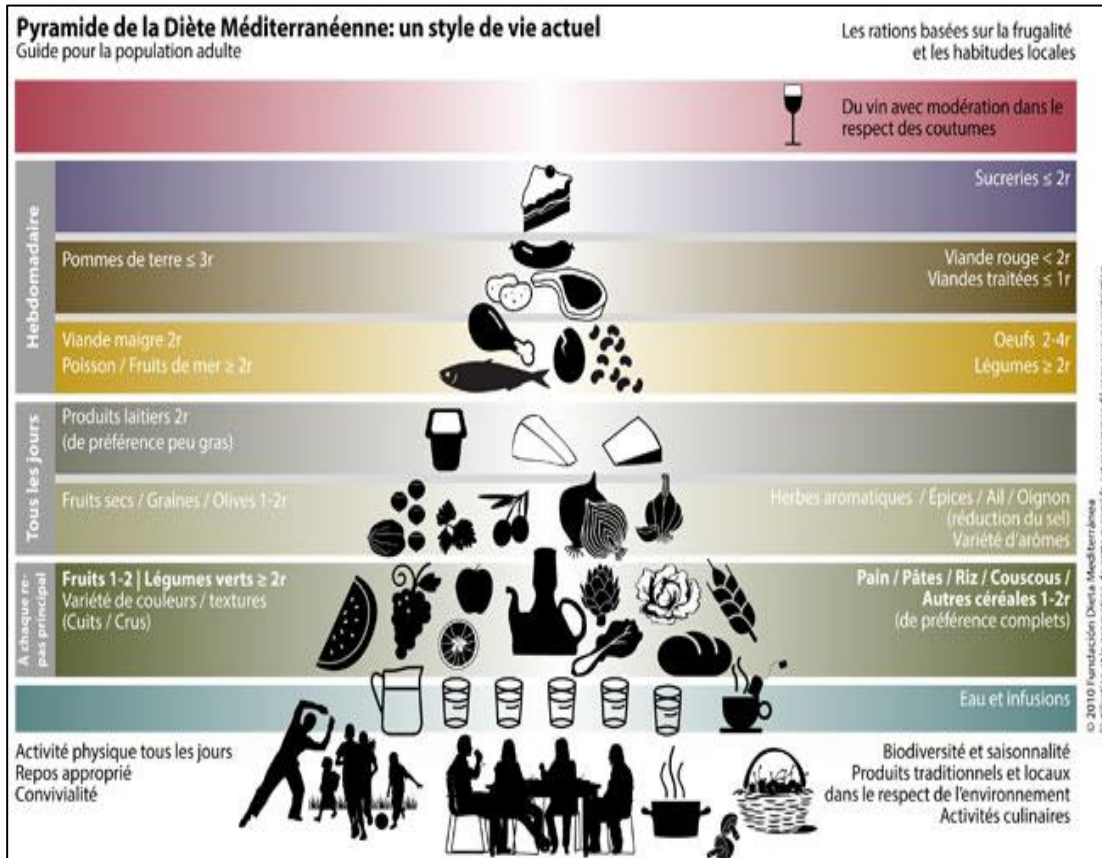 Pyramide de la Diète Méditerranéenne: un style de vie actuel
Guide pour la population adulte
Les rations basées sur la frugalité
et les habitudes locales
Du vin avec modération dans le
respect des coutumes
Hebdomadaire
Sucreries ≤ 2r
Pommes de terre ≤ 3r
Viande rouge < 2r
Viandes traitées ≤ 1r
Viande maigre 2r
Poisson / Fruits de mer ≥ 2r
Oeufs 2-4r
Légumes ≥ 2r
Tous les jours
Produits laitiers 2r
(de préférence peu gras)
Fruits secs / Graines / Olives 1-2r
Herbes aromatiques / Épices / Ail / Oignon
(réduction du sel)
Variété d'arômes
À chaque re-
pas principal
Fruits 1-2 | Légumes verts ≥ 2r
Variété de couleurs / textures
(Cuits / Crus)
Pain / Pâtes / Riz / Couscous /
Autres céréales 1-2r
(de préférence complets)
Eau et infusions
Activité physique tous les jours
Repos approprié
Convivialité
Biodiversité et saisonnalité
Produits traditionnels et locaux
dans le respect de l'environnement
Activités culinaires
© 2010 Fundación Dieta Mediterránea